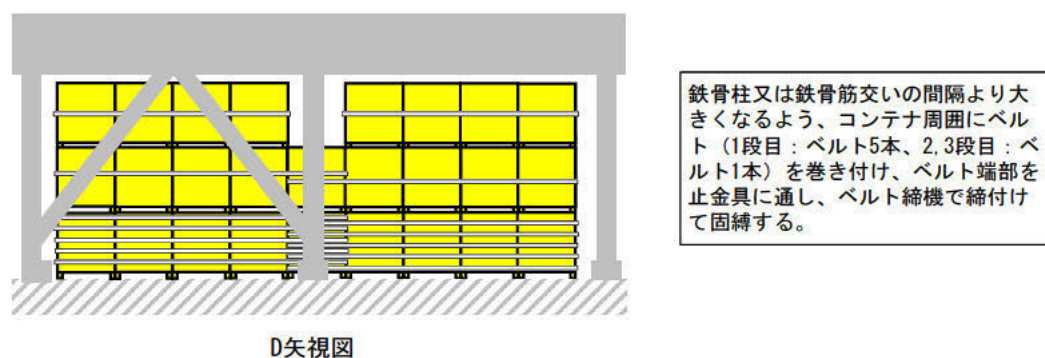 鉄骨柱又は鉄骨筋交いの間隔より大
きくなるよう、コンテナ周囲にベル
ト（1段目：ベルト5本、2,3段目：ベ
ルト1本）を巻き付け、ベルト端部を
止金具に通し、ベルト締機で締付け
て固縛する。
D矢視図